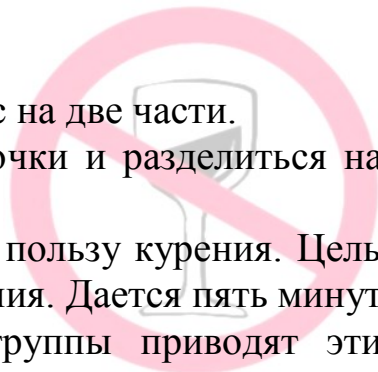 с на две части.
очки и разделиться на
пользу курения. Цель
ния. Дается пять минут
группы приводят эти